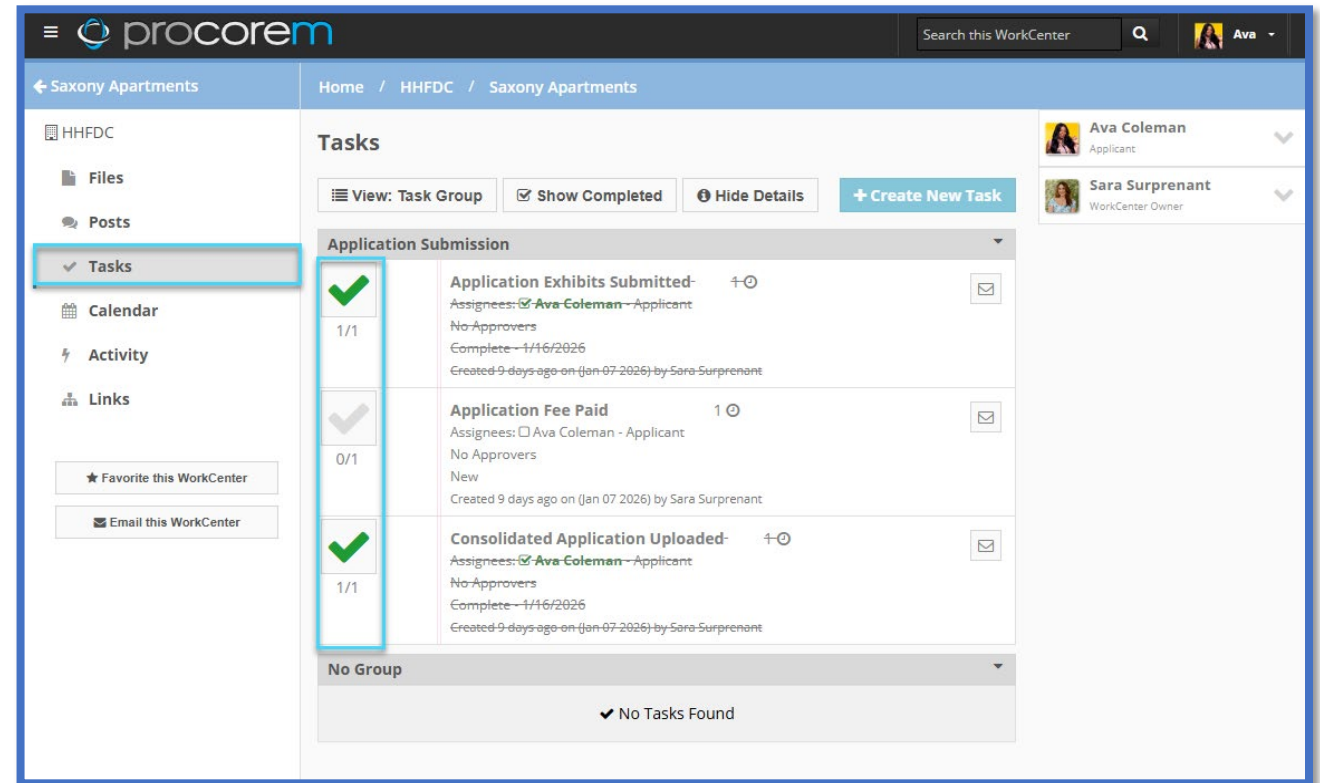 procorem
Search this WorkCenter
Ava
Saxony Apartments
Home / HHFDC / Saxony Apartments
HHFDC
Files
Posts
Tasks
Calendar
Activity
Links
Favorite this WorkCenter
Email this WorkCenter
Tasks
View: Task Group
Show Completed
Hide Details
+ Create New Task
Application Submission
1/1
Application Exhibits Submitted 1
Assignees: Ava Coleman - Applicant
No Approvers
Complete - 1/16/2026
Created 9 days ago on (Jan 07 2026) by Sara Surprenant
0/1
Application Fee Paid 1
Assignees: Ava Coleman - Applicant
No Approvers
New
Created 9 days ago on (Jan 07 2026) by Sara Surprenant
1/1
Consolidated Application Uploaded 1
Assignees: Ava Coleman - Applicant
No Approvers
Complete - 1/16/2026
Created 9 days ago on (Jan 07 2026) by Sara Surprenant
No Group
No Tasks Found
Ava Coleman
Applicant
Sara Surprenant
WorkCenter Owner